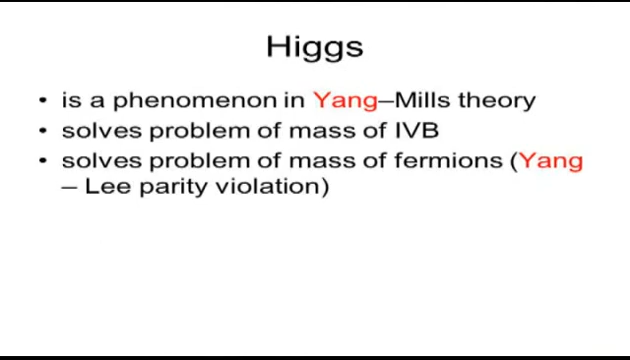 Higgs
• is a phenomenon in Yang–Mills theory
• solves problem of mass of IVB
• solves problem of mass of fermions (Yang
– Lee parity violation)